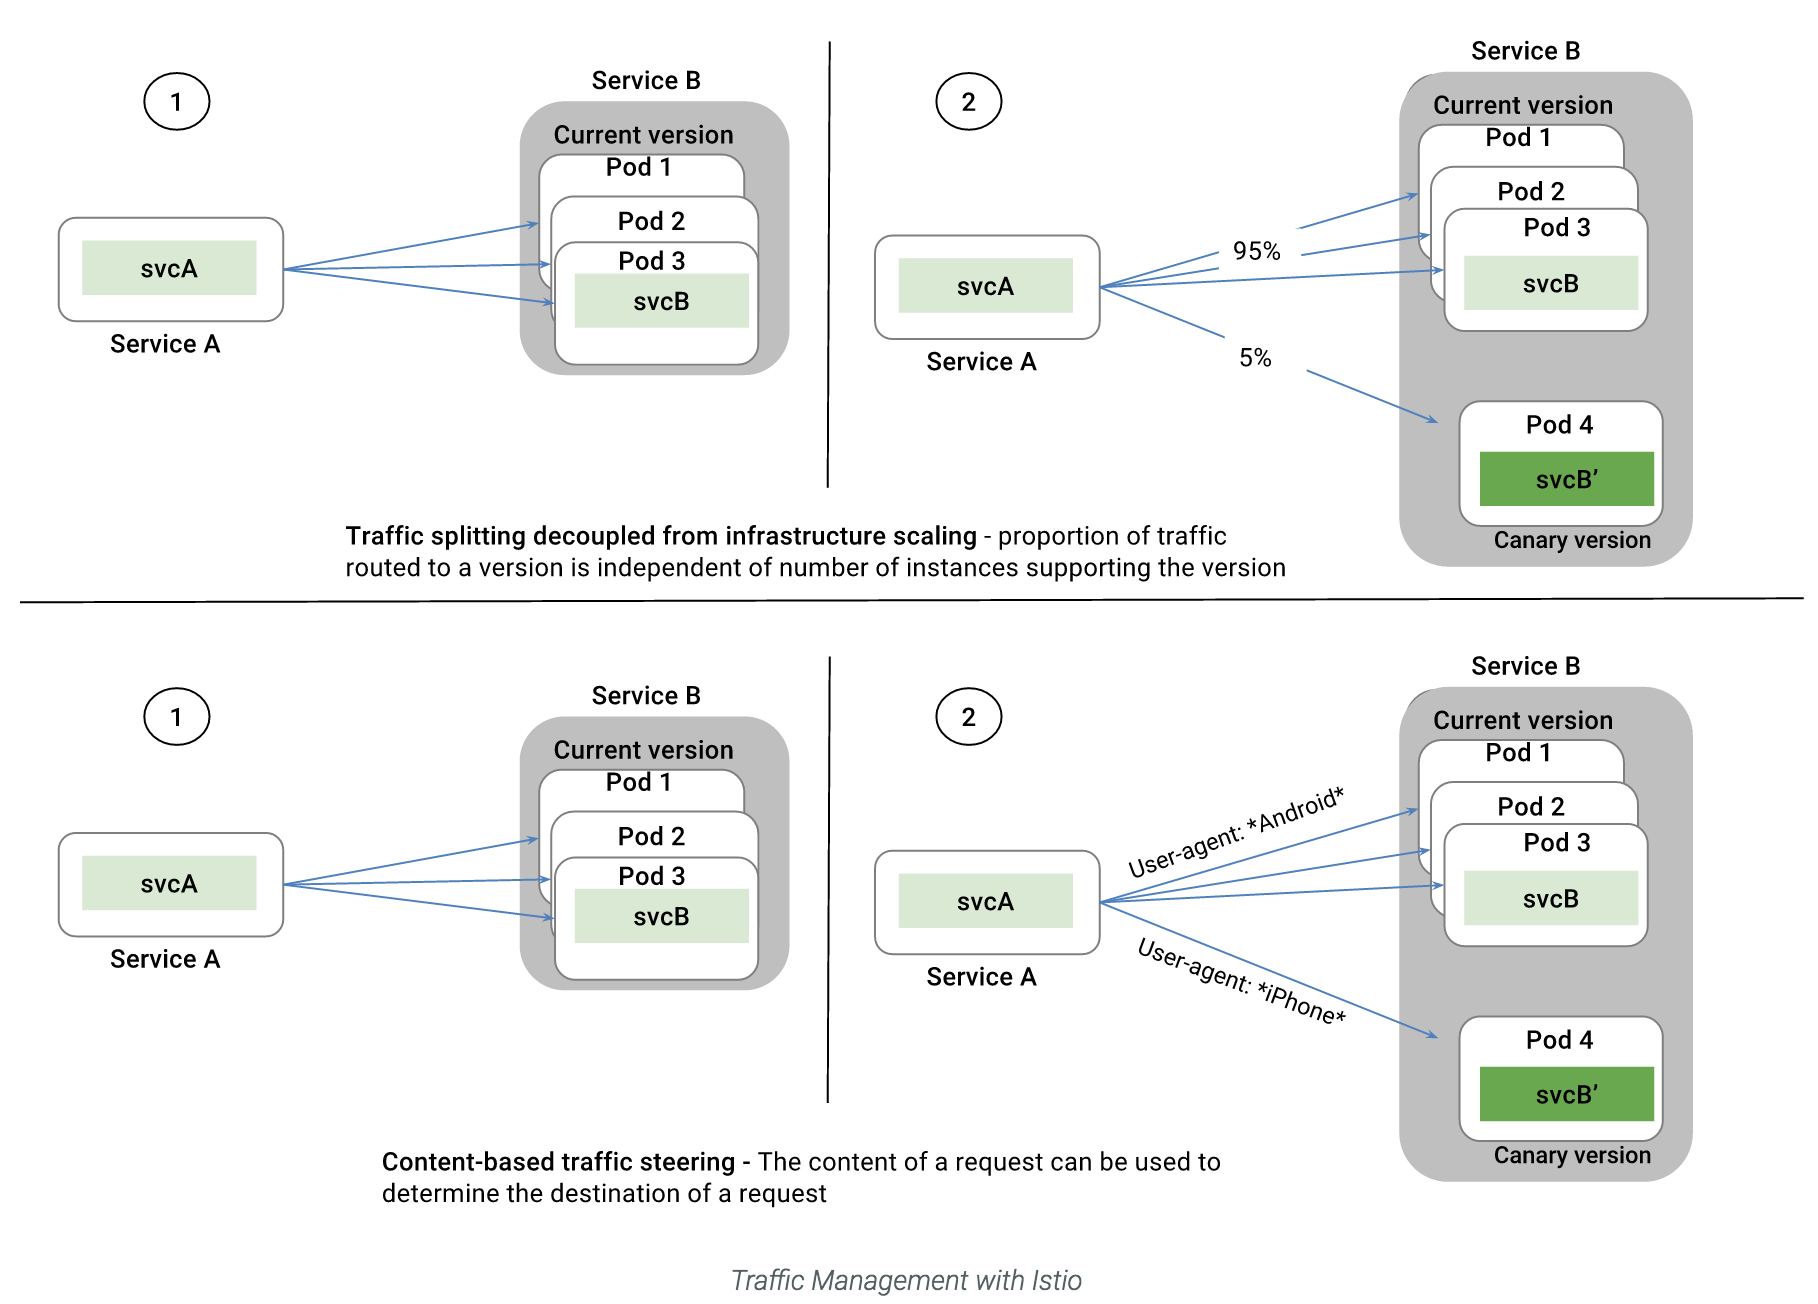 1
Service B
Current version
Pod 1
Pod 2
Pod 3
svcB
svcA
Service A
2
Service B
Current version
Pod 1
Pod 2
Pod 3
svcB
95%
svcA
Service A
5%
Pod 4
svcB’
Canary version
Traffic splitting decoupled from infrastructure scaling - proportion of traffic
routed to a version is independent of number of instances supporting the version
1
Service B
Current version
Pod 1
Pod 2
Pod 3
svcB
svcA
Service A
2
Service B
Current version
Pod 1
Pod 2
Pod 3
svcB
User-agent: *Android*
svcA
Service A
User-agent: *iPhone*
Pod 4
svcB’
Canary version
Content-based traffic steering - The content of a request can be used to
determine the destination of a request
Traffic Management with Istio